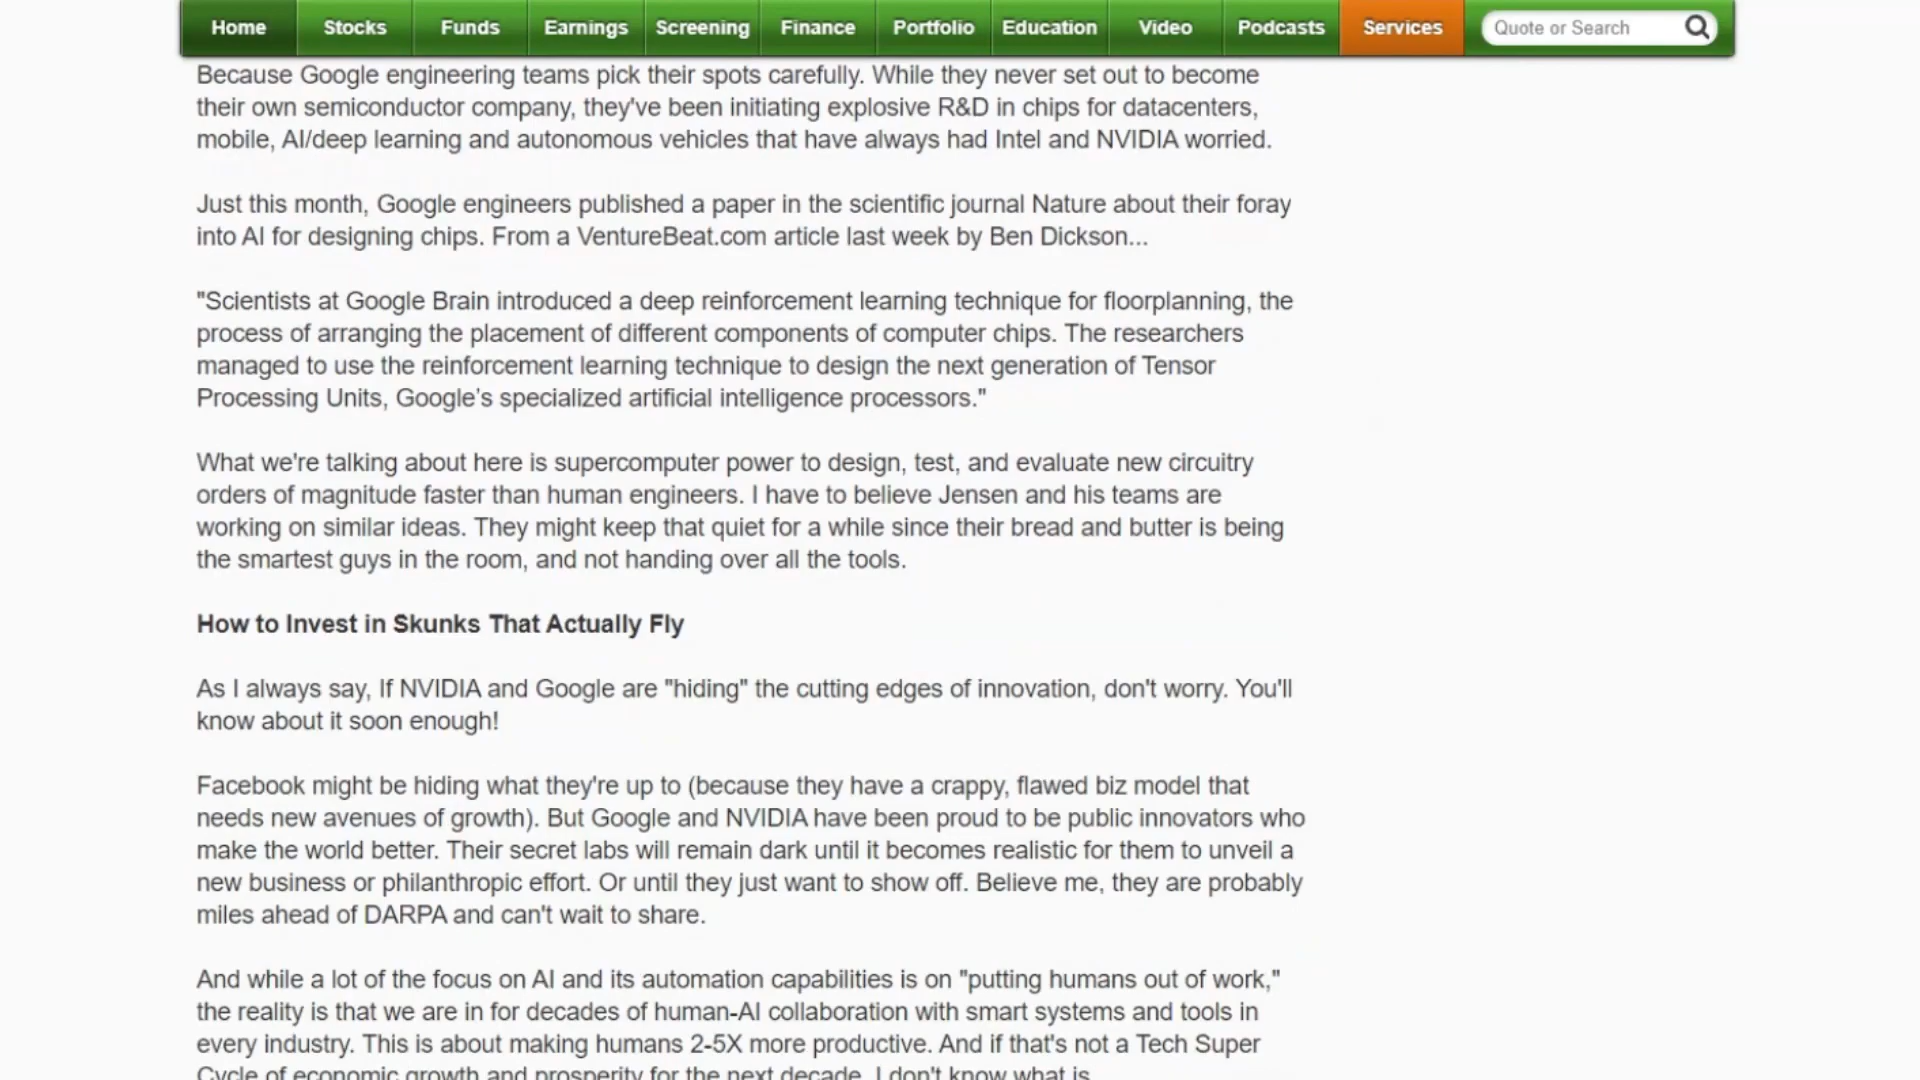 Home Stocks Funds Earnings Screening Finance Portfolio Education Video Podcasts Services Quote or Search
Because Google engineering teams pick their spots carefully. While they never set out to become
their own semiconductor company, they've been initiating explosive R&D in chips for datacenters,
mobile, AI/deep learning and autonomous vehicles that have always had Intel and NVIDIA worried.
Just this month, Google engineers published a paper in the scientific journal Nature about their foray
into AI for designing chips. From a VentureBeat.com article last week by Ben Dickson...
"Scientists at Google Brain introduced a deep reinforcement learning technique for floorplanning, the
process of arranging the placement of different components of computer chips. The researchers
managed to use the reinforcement learning technique to design the next generation of Tensor
Processing Units, Google’s specialized artificial intelligence processors."
What we're talking about here is supercomputer power to design, test, and evaluate new circuitry
orders of magnitude faster than human engineers. I have to believe Jensen and his teams are
working on similar ideas. They might keep that quiet for a while since their bread and butter is being
the smartest guys in the room, and not handing over all the tools.
How to Invest in Skunks That Actually Fly
As I always say, If NVIDIA and Google are "hiding" the cutting edges of innovation, don't worry. You'll
know about it soon enough!
Facebook might be hiding what they're up to (because they have a crappy, flawed biz model that
needs new avenues of growth). But Google and NVIDIA have been proud to be public innovators who
make the world better. Their secret labs will remain dark until it becomes realistic for them to unveil a
new business or philanthropic effort. Or until they just want to show off. Believe me, they are probably
miles ahead of DARPA and can't wait to share.
And while a lot of the focus on AI and its automation capabilities is on "putting humans out of work,"
the reality is that we are in for decades of human-AI collaboration with smart systems and tools in
every industry. This is about making humans 2-5X more productive. And if that's not a Tech Super
Cycle of economic growth and prosperity for the next decade, I don't know what is.